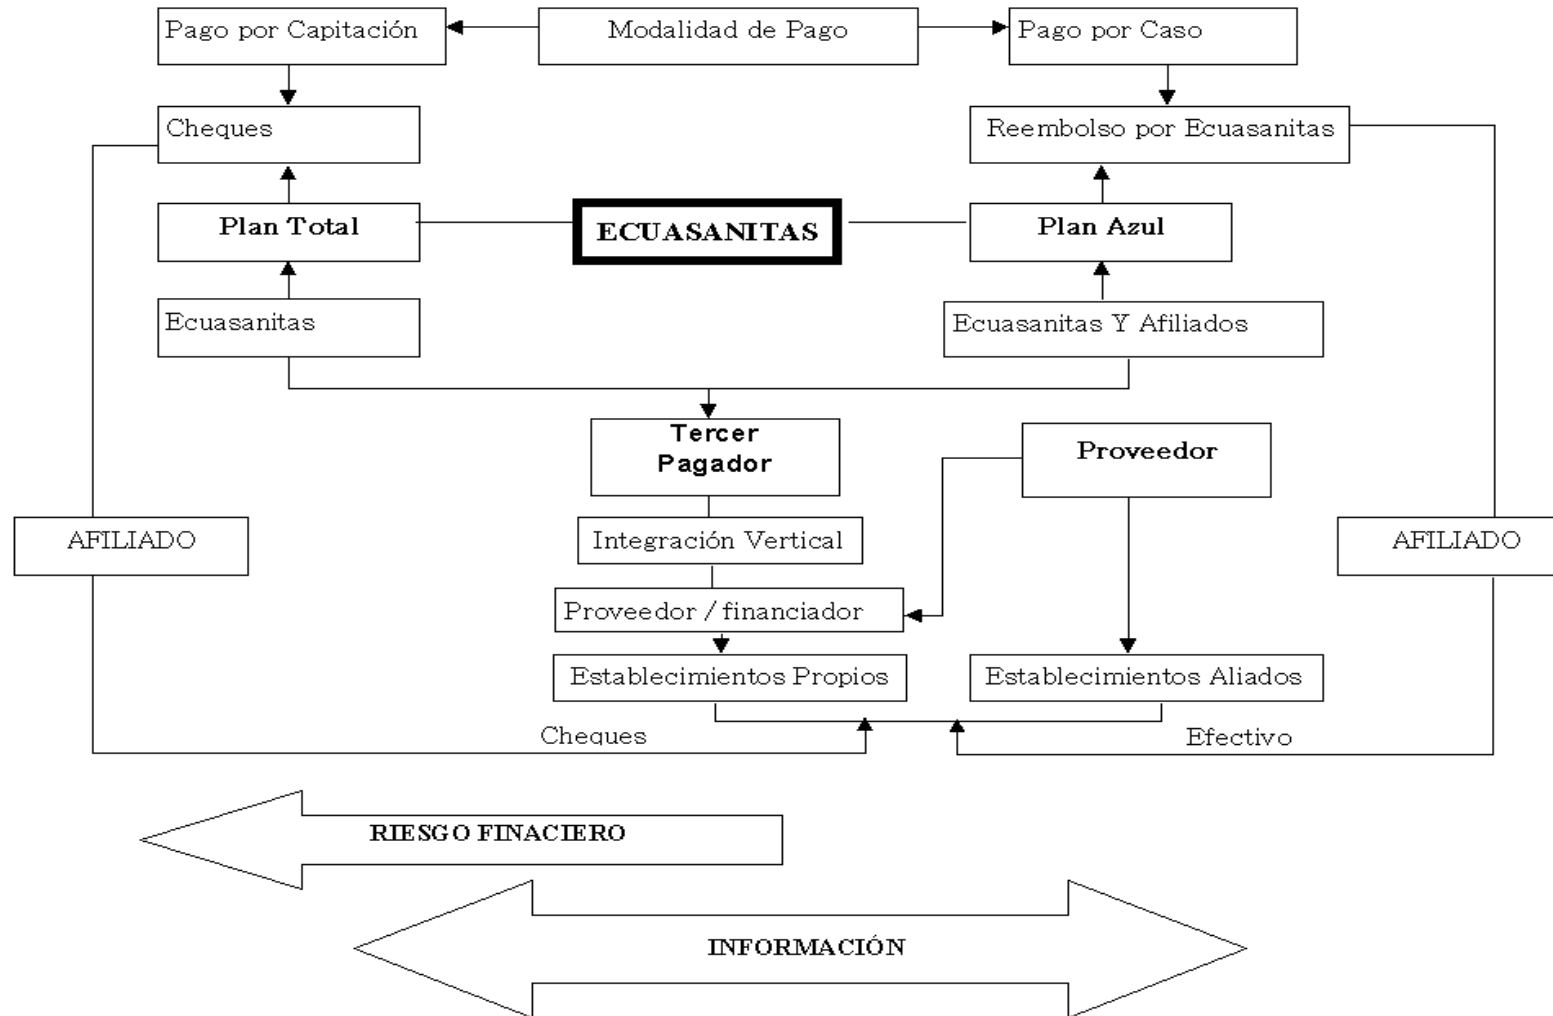 Pago por Capitación
Modalidad de Pago
Pago por Caso
Cheques
Reembolso por Ecuasanitas
Plan Total
ECUASANITAS
Plan Azul
Ecuasanitas
Ecuasanitas Y Afiliados
Tercer
Pagador
Proveedor
AFILIADO
Integración Vertical
AFILIADO
Proveedor / financiador
Establecimientos Propios
Establecimientos Aliados
Cheques
Efectivo
RIESGO FINACIERO
INFORMACIÓN